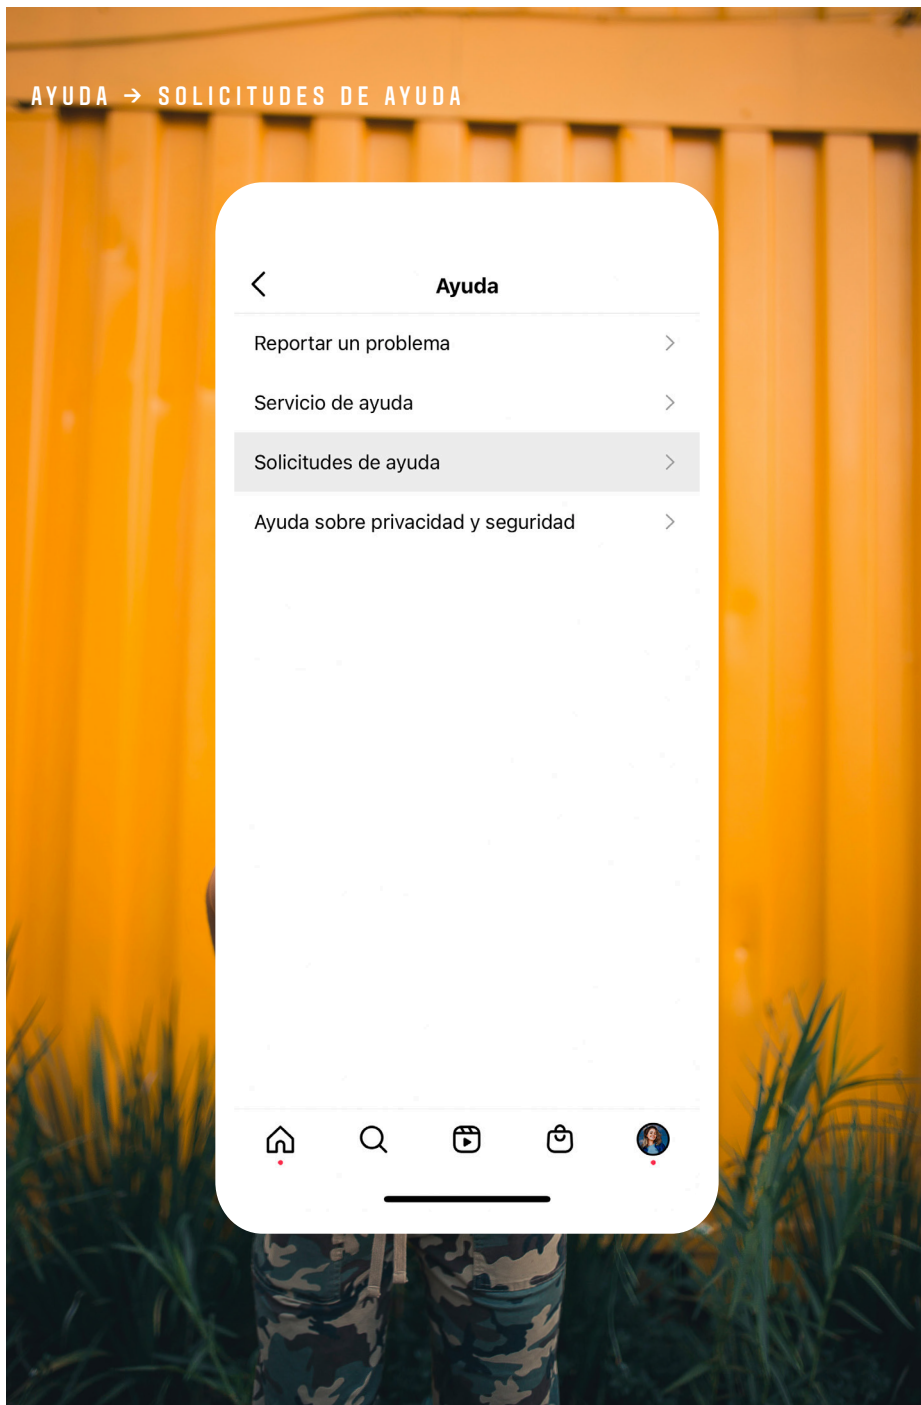 AYUDA → SOLICITUDES DE AYUDA
Ayuda
Reportar un problema
Servicio de ayuda
Solicitudes de ayuda
Ayuda sobre privacidad y seguridad